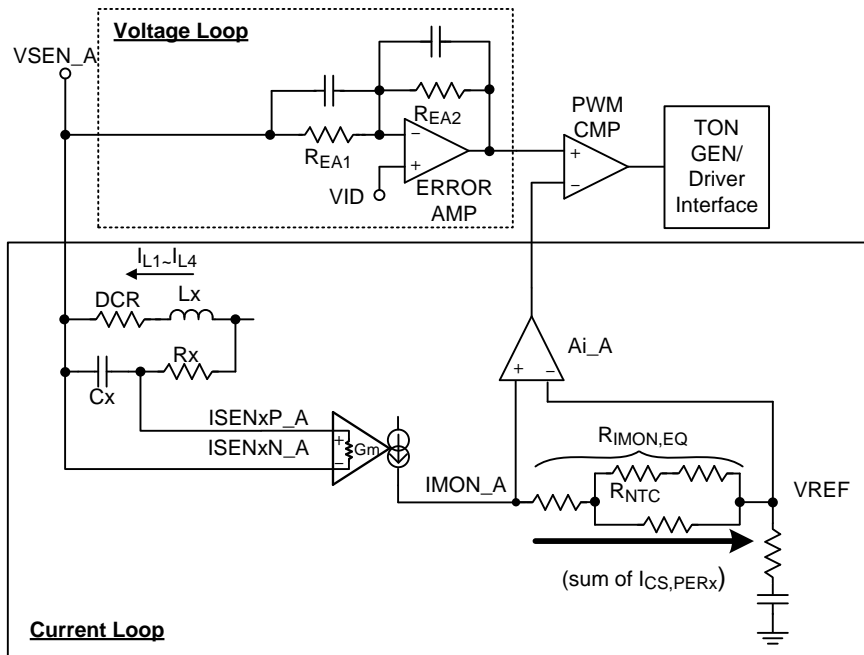 Voltage Loop
VSEN_A
REA2
REA1
−
+
VID
ERROR
AMP
PWM
CMP
+
−
TON
GEN/
Driver
Interface
IL1~IL4
DCR
Lx
Rx
Cx
ISENxP_A
ISENxN_A
+
−
Gm
Ai_A
+
−
IMON_A
RIMON,EQ
RNTC
VREF
(sum of ICS,PERx)
Current Loop